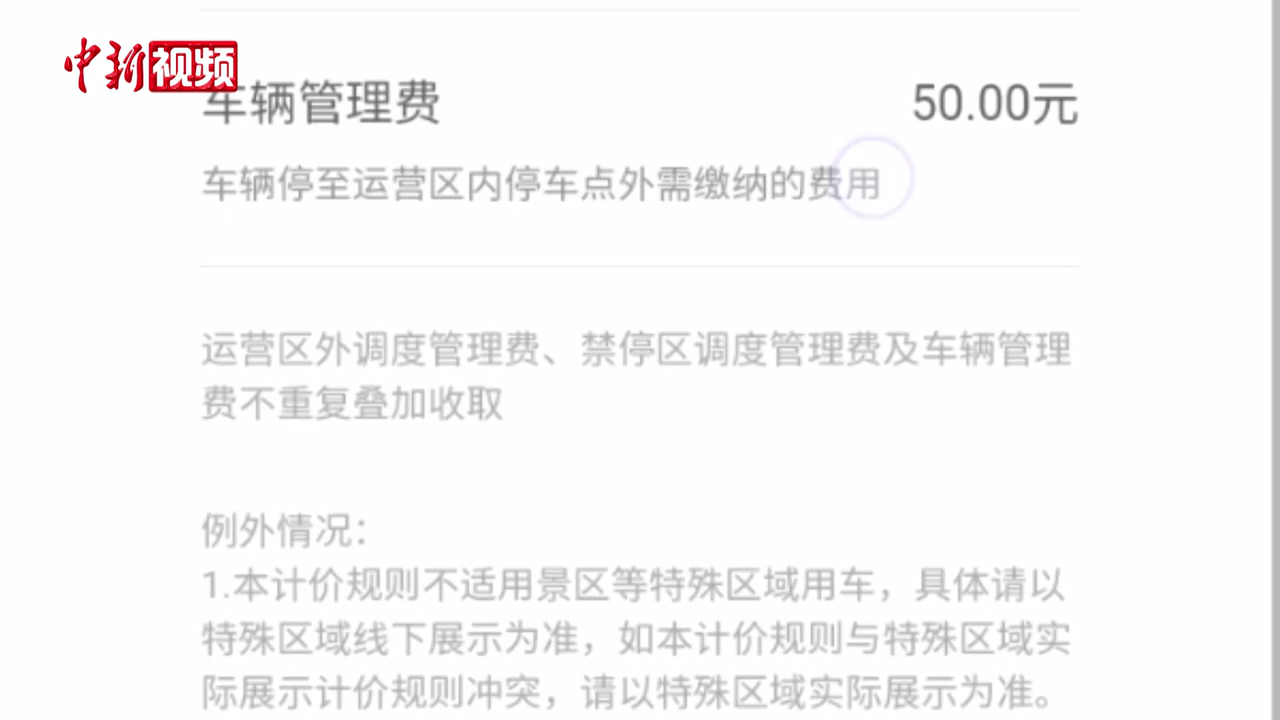 中新视频
车辆管理费 50.00元
车辆停至运营区内停车点外需缴纳的费用
运营区外调度管理费、禁停区调度管理费及车辆管理
费不重复叠加收取
例外情况：
1.本计价规则不适用景区等特殊区域用车，具体请以
特殊区域线下展示为准，如本计价规则与特殊区域实
际展示计价规则冲突，请以特殊区域实际展示为准。